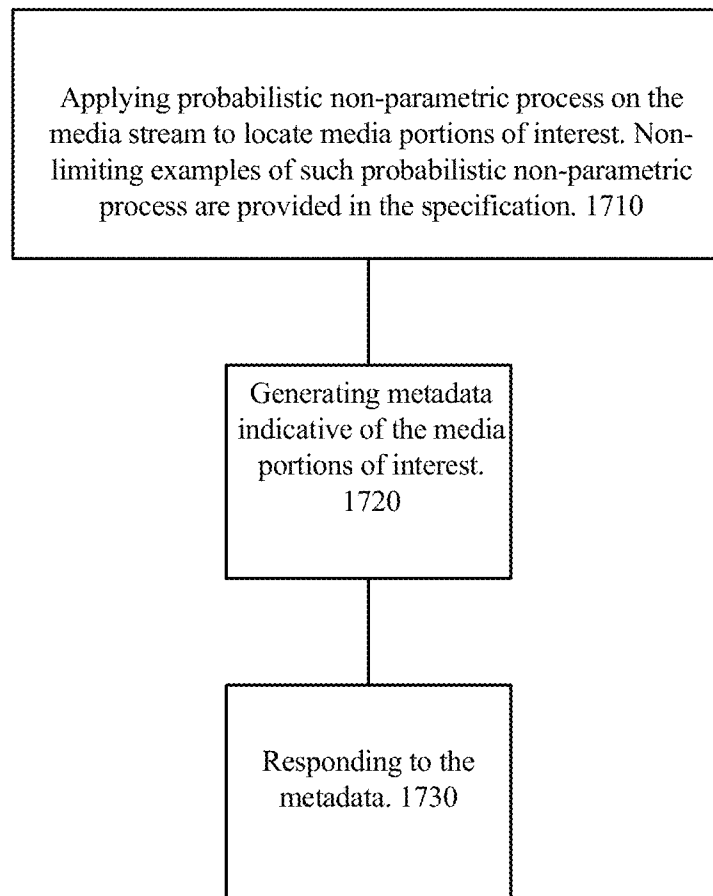 Applying probabilistic non-parametric process on the
media stream to locate media portions of interest. Non-
limiting examples of such probabilistic non-parametric
process are provided in the specification. 1710
Generating metadata
indicative of the media
portions of interest.
1720
Responding to the
metadata. 1730